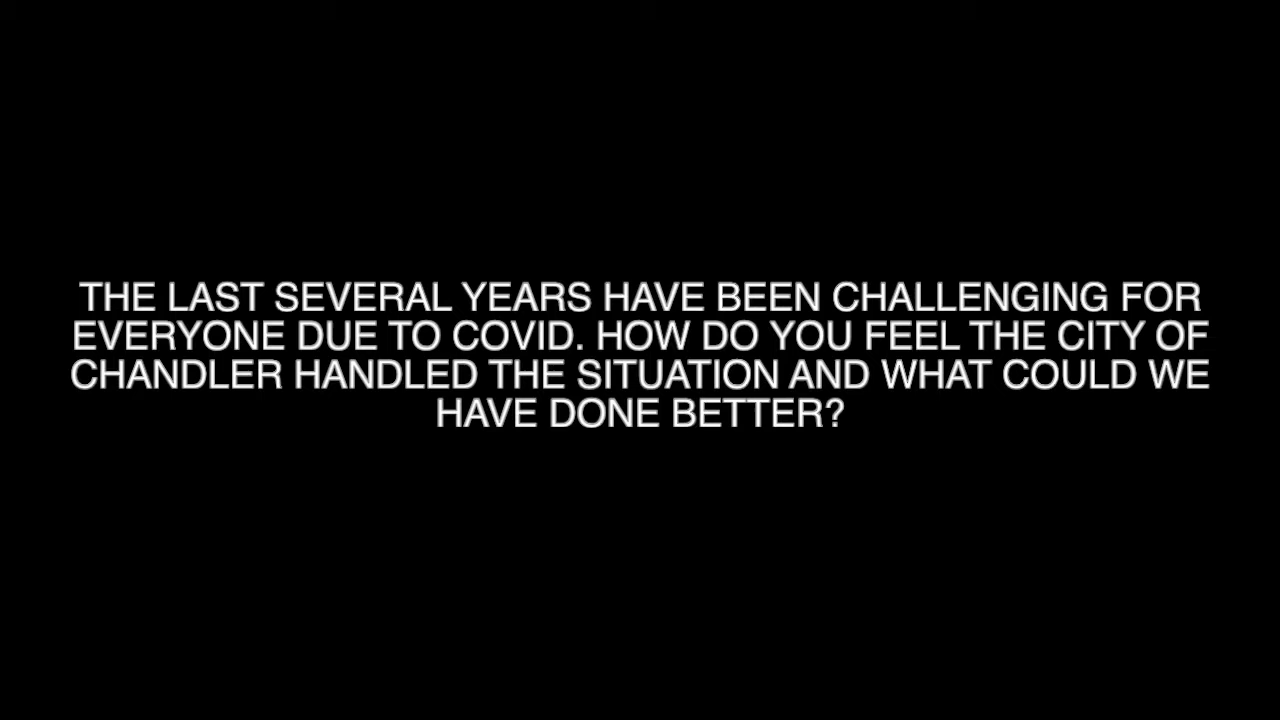 THE LAST SEVERAL YEARS HAVE BEEN CHALLENGING FOR
EVERYONE DUE TO COVID. HOW DO YOU FEEL THE CITY OF
CHANDLER HANDLED THE SITUATION AND WHAT COULD WE
HAVE DONE BETTER?